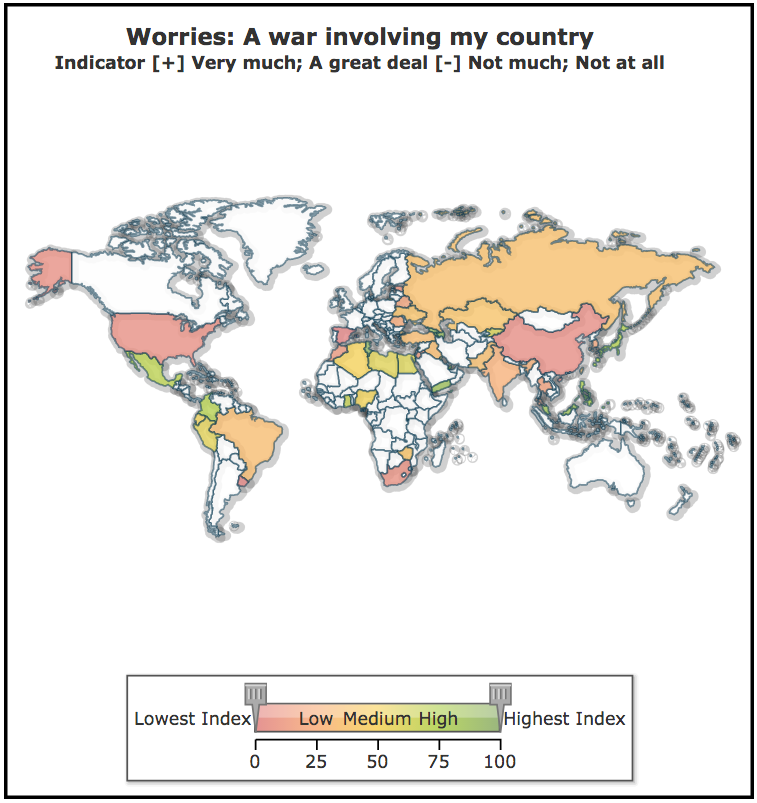 Worries: A war involving my country
Indicator [+] Very much; A great deal [-] Not much; Not at all
Lowest Index Low Medium High Highest Index
0 25 50 75 100